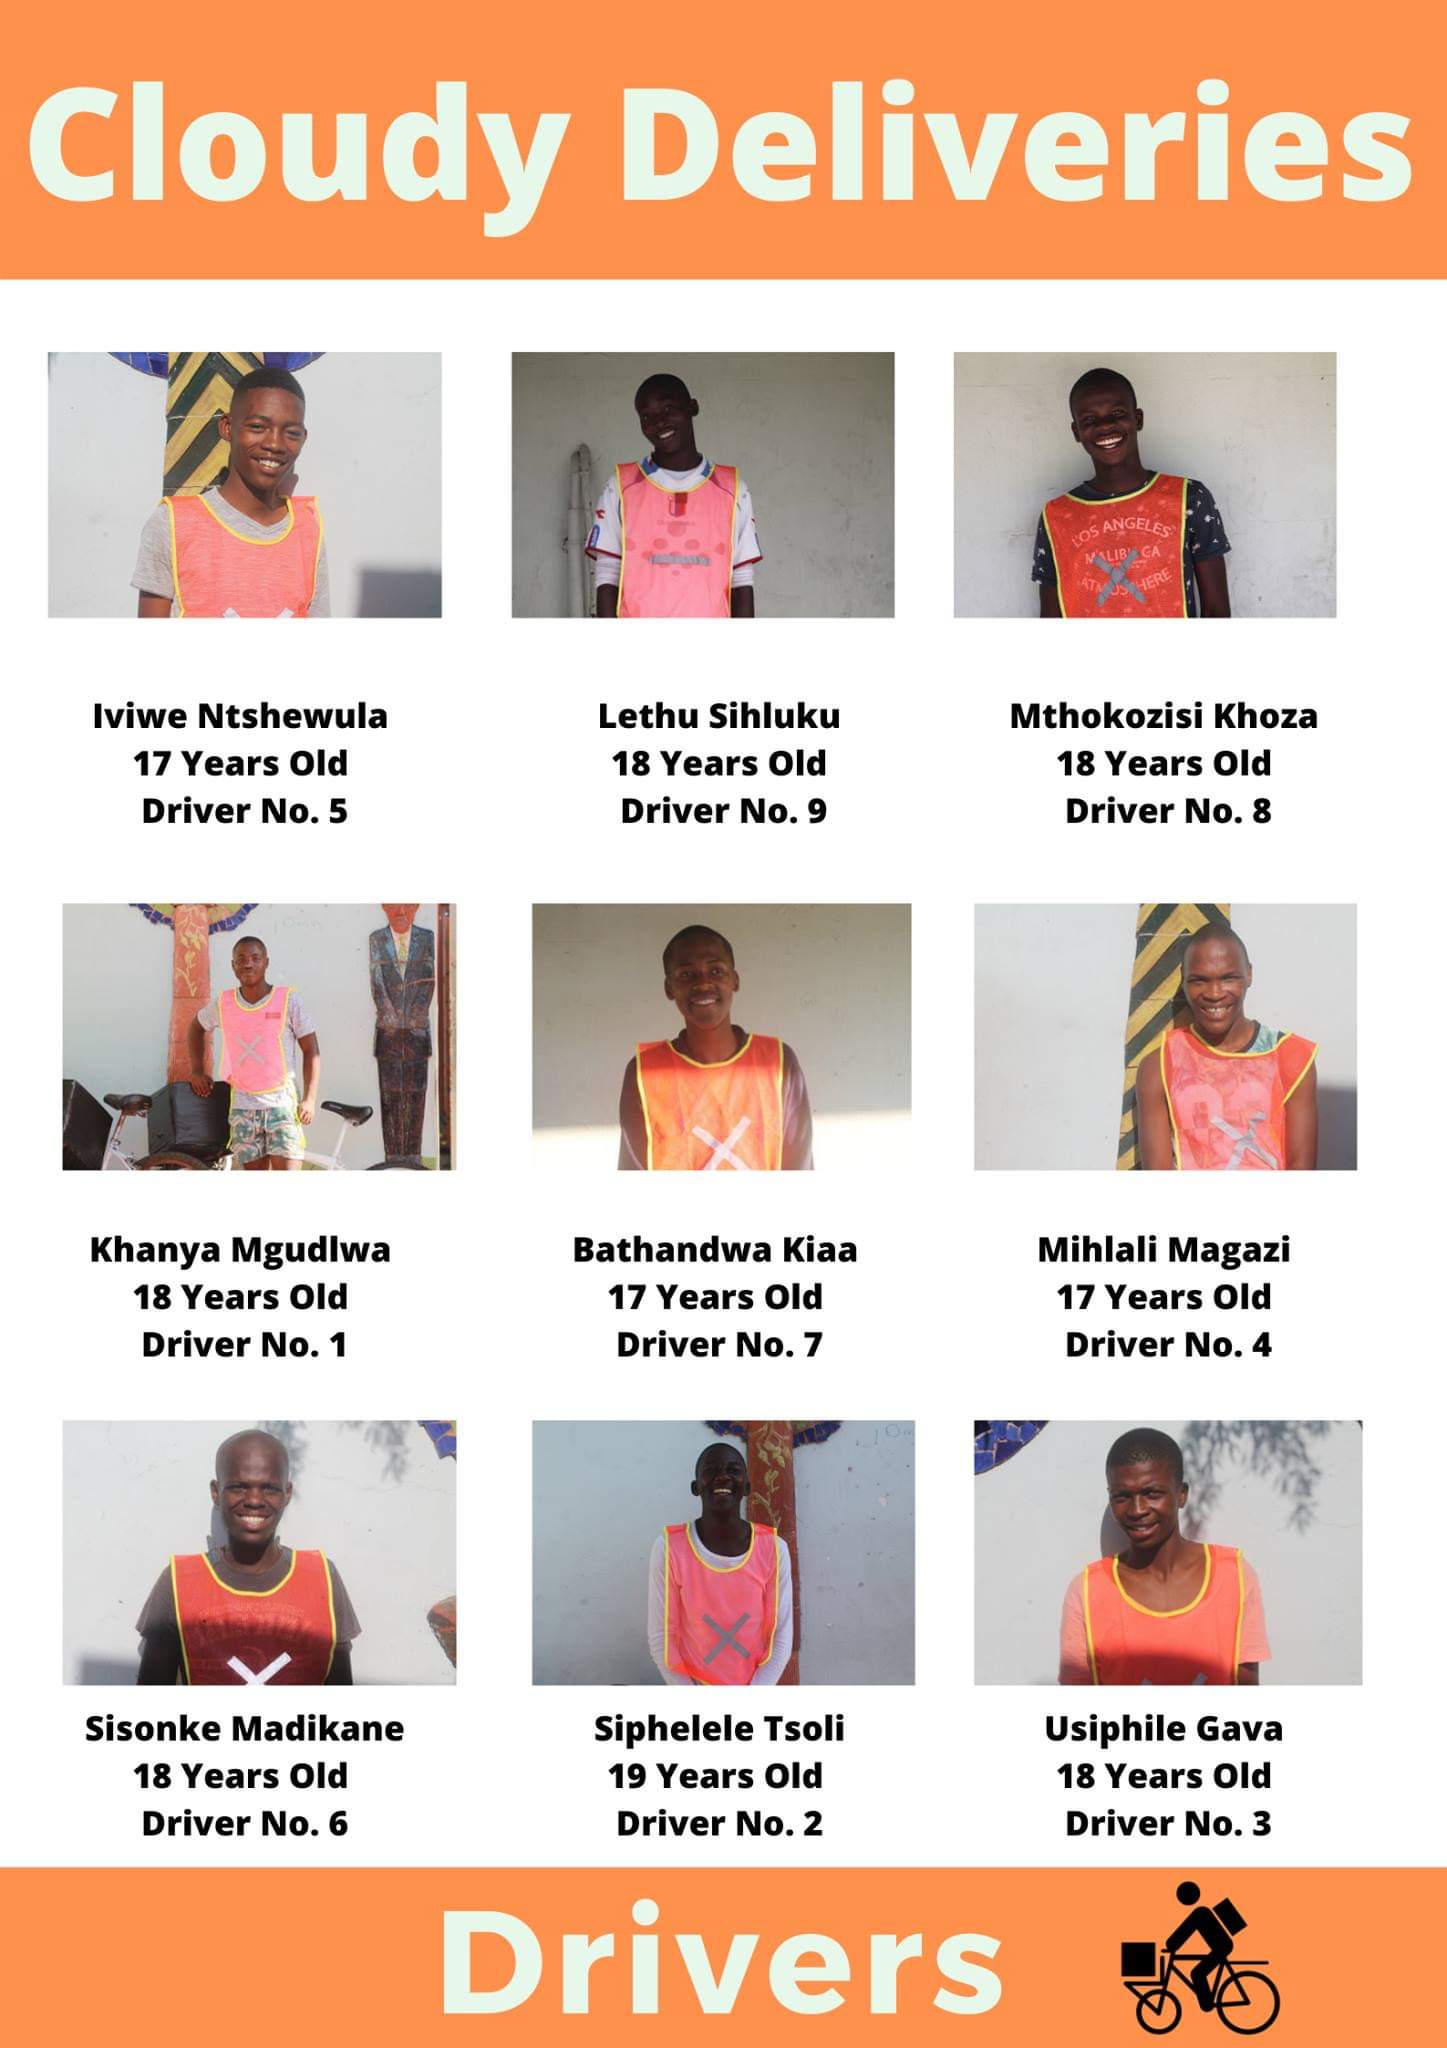 Cloudy Deliveries
LOS ANGELES
Iviwe Ntshewula
17 Years Old
Driver No. 5
Lethu Sihluku
18 Years Old
Driver No. 9
Mthokozisi Khoza
18 Years Old
Driver No. 8
Khanya Mgudlwa
18 Years Old
Driver No. 1
Bathandwa Kiaa
17 Years Old
Driver No. 7
Mihlali Magazi
17 Years Old
Driver No. 4
Sisonke Madikane
18 Years Old
Driver No. 6
Siphelele Tsoli
19 Years Old
Driver No. 2
Usiphile Gava
18 Years Old
Driver No. 3
Drivers